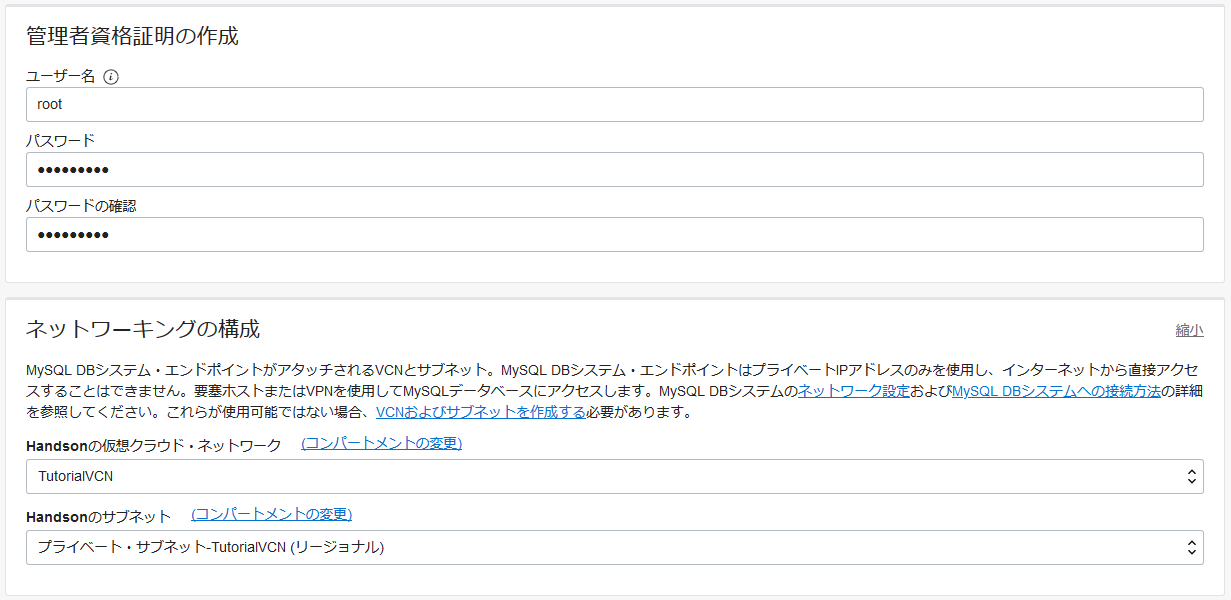 管理者資格証明の作成
ユーザー名
root
パスワード
•••••••••
パスワードの確認
•••••••••
ネットワーキングの構成
縮小
MySQL DBシステム・エンドポイントがアタッチされるVCNとサブネット。MySQL DBシステム・エンドポイントはプライベートIPアドレスのみを使用し、インターネットから直接アクセ
スすることはできません。要塞ホストまたはVPNを使用してMySQLデータベースにアクセスします。MySQL DBシステムのネットワーク設定およびMySQL DBシステムへの接続方法の詳細
を参照してください。これらが使用可能ではない場合、VCNおよびサブネットを作成する必要があります。
Handsonの仮想クラウド・ネットワーク (コンパートメントの変更)
TutorialVCN
Handsonのサブネット (コンパートメントの変更)
プライベート・サブネット-TutorialVCN (リージョナル)